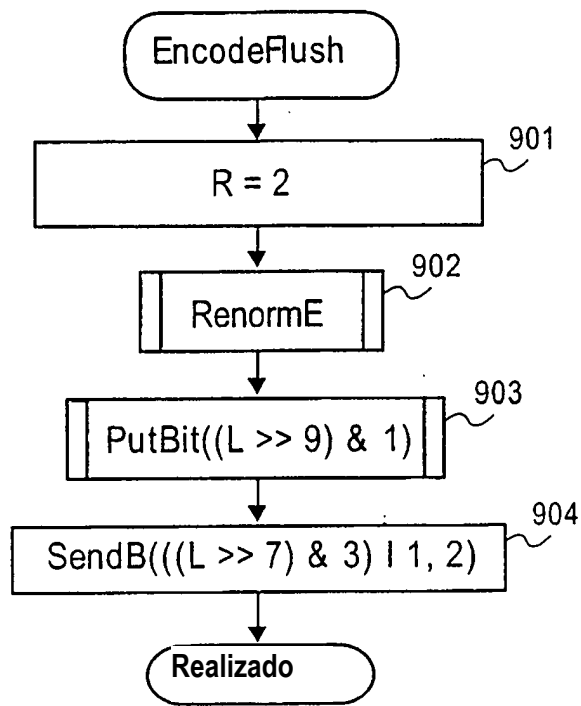 EncodeFlush
901
R = 2
902
RenormE
903
PutBit((L >> 9) & 1)
904
SendB(((L >> 7) & 3) | 1, 2)
Realizado